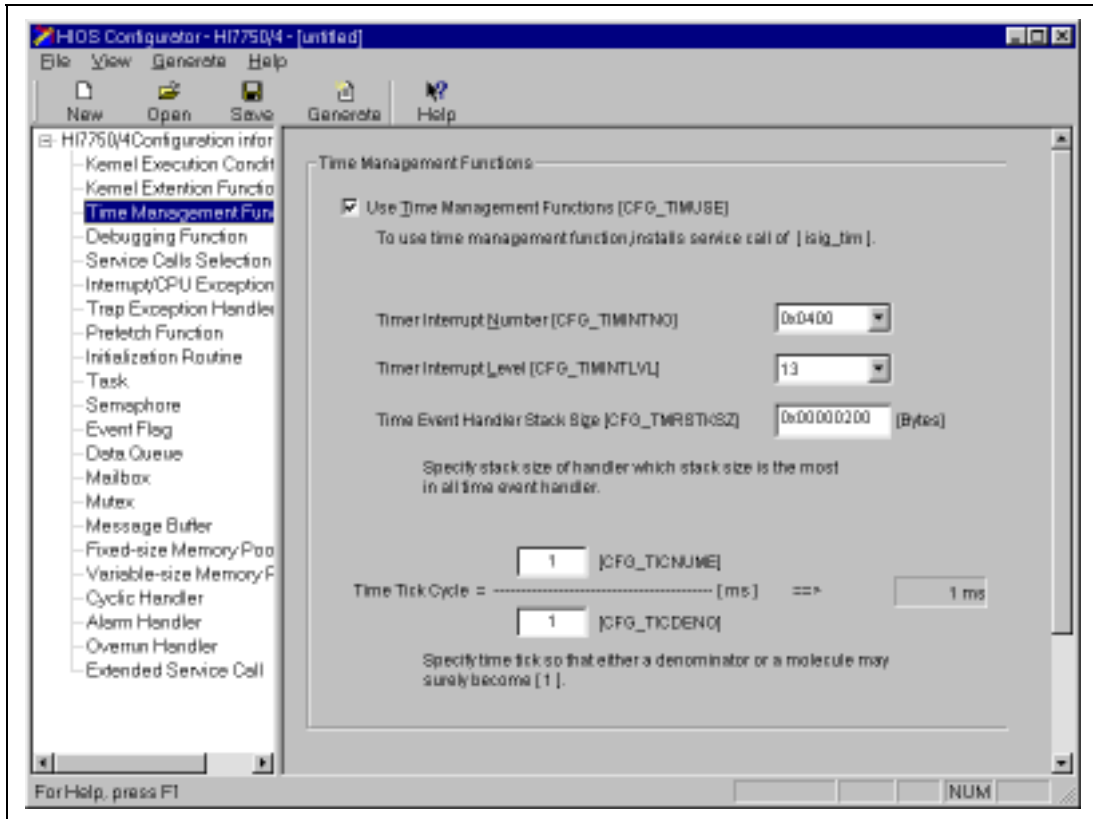 HIOS Configurator - HI7750/4 - [untitled]
File View Generate Help
New Open Save Generate Help
HI7750/4Configuration infor
Kernel Execution Condit
Kernel Extention Functio
Time Management Fun
Debugging Function
Service Calls Selection
Interrupt/CPU Exception
Trap Exception Handler
Prefetch Function
Initialization Routine
Task
Semaphore
Event Flag
Data Queue
Mailbox
Mutex
Message Buffer
Fixed-size Memory Poo
Variable-size Memory P
Cyclic Handler
Alarm Handler
Overrun Handler
Extended Service Call
Time Management Functions
Use Time Management Functions [CFG_TIMUSE]
To use time management function,installs service call of [ isig_tim ].
Timer Interrupt Number [CFG_TIMINTNO] 0x0400
Timer Interrupt Level [CFG_TIMINTLVL] 13
Time Event Handler Stack Size [CFG_TMRSTKSZ] 0x00000200 [Bytes]
Specify stack size of handler which stack size is the most
in all time event handler.
1 [CFG_TICNUME]
Time Tick Cycle = ---------------------------------------- [ ms ] ==> 1 ms
1 [CFG_TICDENO]
Specify time tick so that either a denominator or a molecule may
surely become [ 1 ].
For Help, press F1 NUM